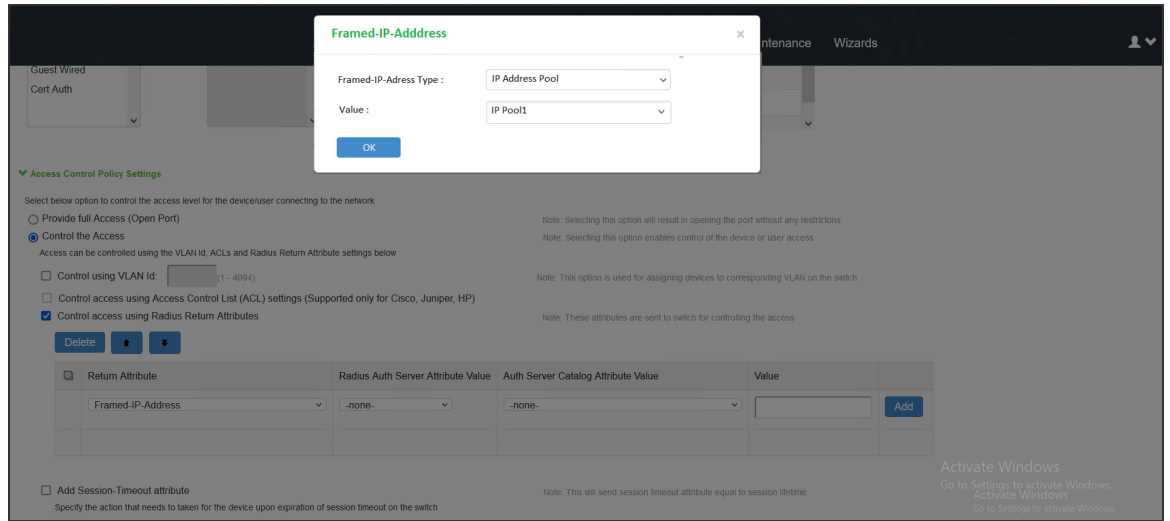 Framed-IP-Adddress ×
ntenance Wizards
Framed-IP-Adress Type : IP Address Pool
Value : IP Pool1
OK
Guest Wired
Cert Auth
Access Control Policy Settings
Select below option to control the access level for the device/user connecting to the network
Provide full Access (Open Port) Note: Selecting this option will result in opening the port without any restrictons
Control the Access Note: Selecting this option enables control of the device or user access
Access can be controlled using the VLAN Id, ACLs and Radius Return Attribute settings below
Control using VLAN Id: (1 - 4094) Note: This option is used for assigning devices to corresponding VLAN on the switch
Control access using Access Control List (ACL) settings (Supported only for Cisco, Juniper, HP)
Control access using Radius Return Attributes Note: These attributes are sent to switch for controlling the access
Delete
Return Attribute Radius Auth Server Attribute Value Auth Server Catalog Attribute Value Value
Framed-IP-Address -none- -none- Add
Add Session-Timeout attribute Note: This will send session timeout attribute equal to session lifetime
Specify the action that needs to taken for the device upon expiration of session timeout on the switch
Activate Windows
Go to Settings to activate Windows.
Activate Windows
Go to Settings to activate Windows.